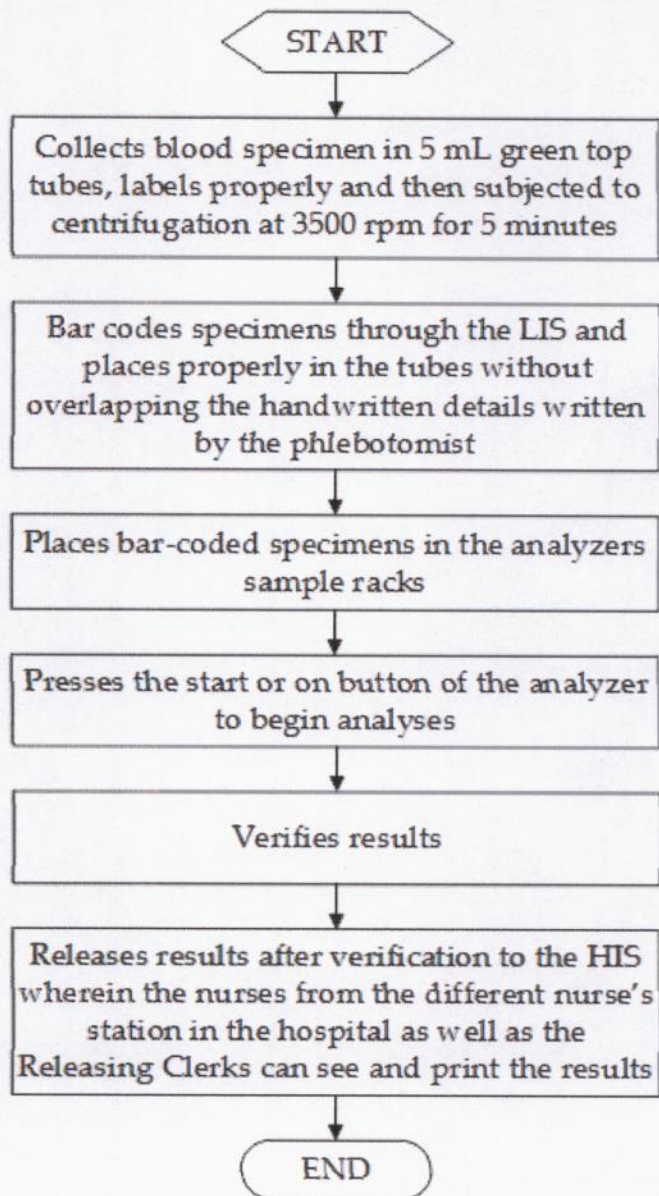 START
Collects blood specimen in 5 mL green top
tubes, labels properly and then subjected to
centrifugation at 3500 rpm for 5 minutes
Bar codes specimens through the LIS and
places properly in the tubes without
overlapping the handwritten details written
by the phlebotomist
Places bar-coded specimens in the analyzers
sample racks
Presses the start or on button of the analyzer
to begin analyses
Verifies results
Releases results after verification to the HIS
wherein the nurses from the different nurse's
station in the hospital as well as the
Releasing Clerks can see and print the results
END